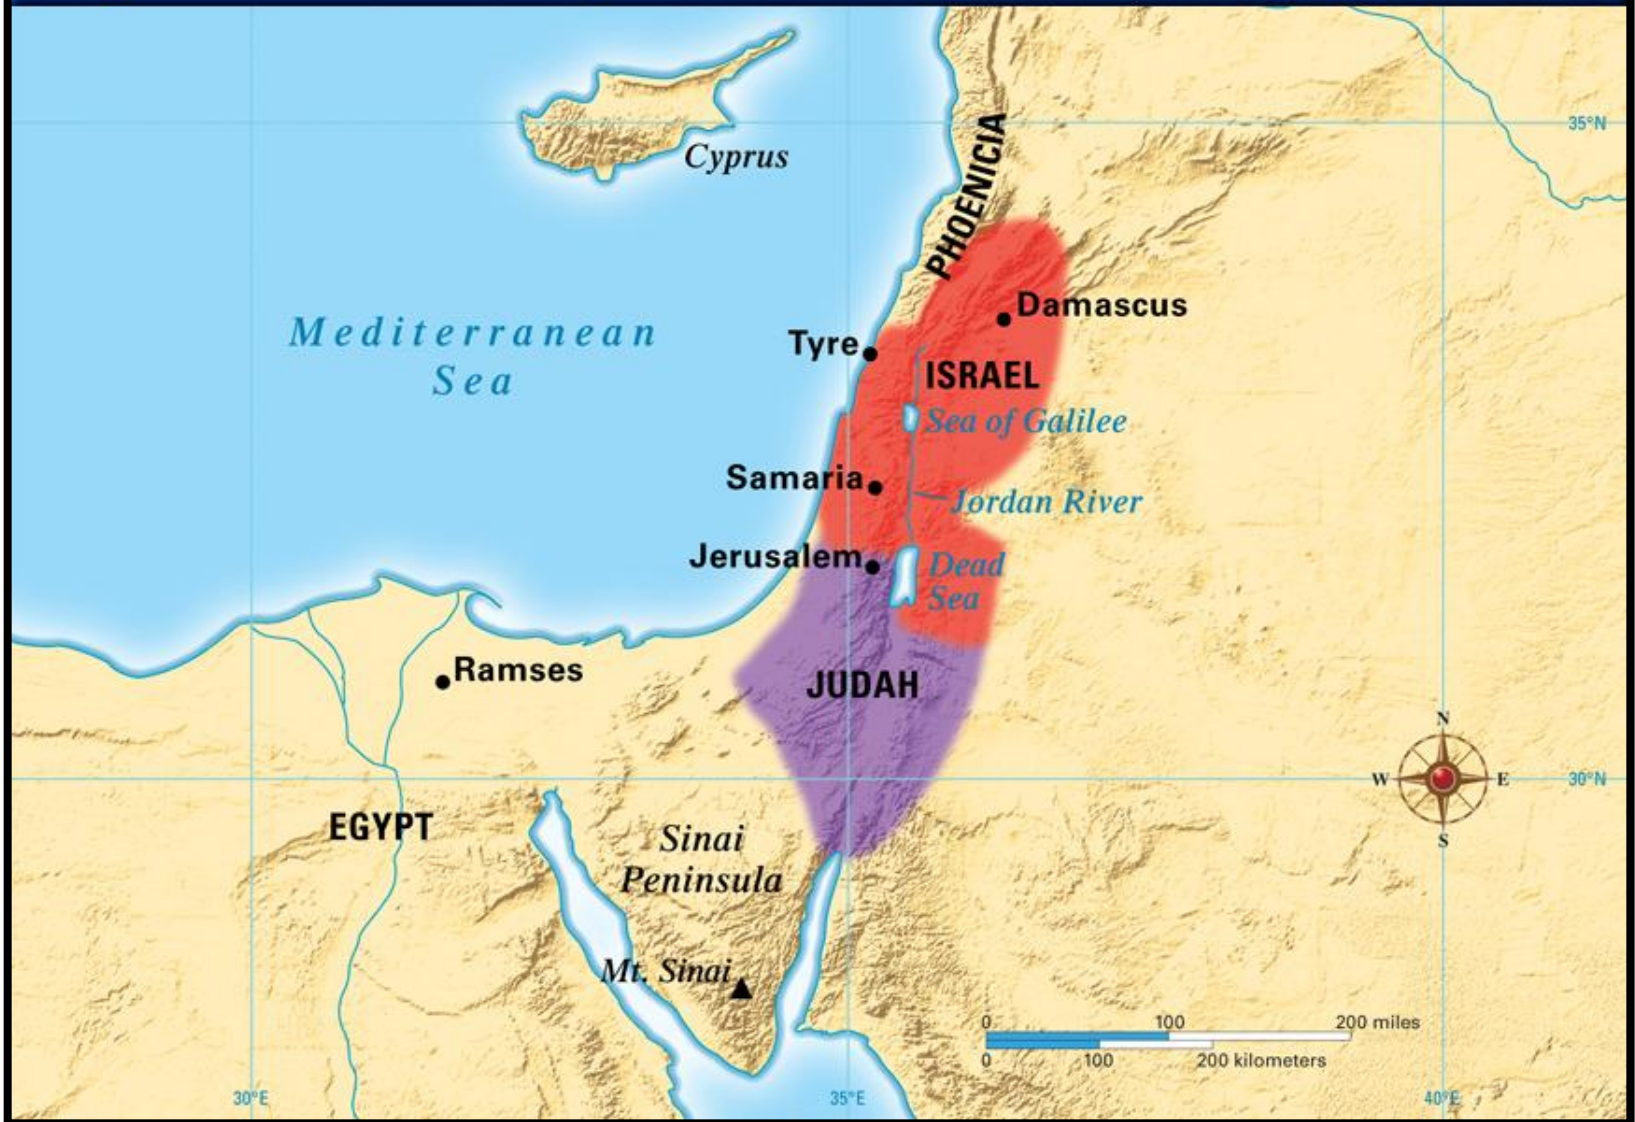 Cyprus
35°N
PHOENICIA
Damascus
Mediterranean
Sea
Tyre
ISRAEL
Sea of Galilee
Samaria
Jordan River
Jerusalem
Dead
Sea
Ramses
JUDAH
N
W
E
S
30°N
EGYPT
Sinai
Peninsula
Mt. Sinai
0
100
200 miles
0
100
200 kilometers
30°E
35°E
40°E